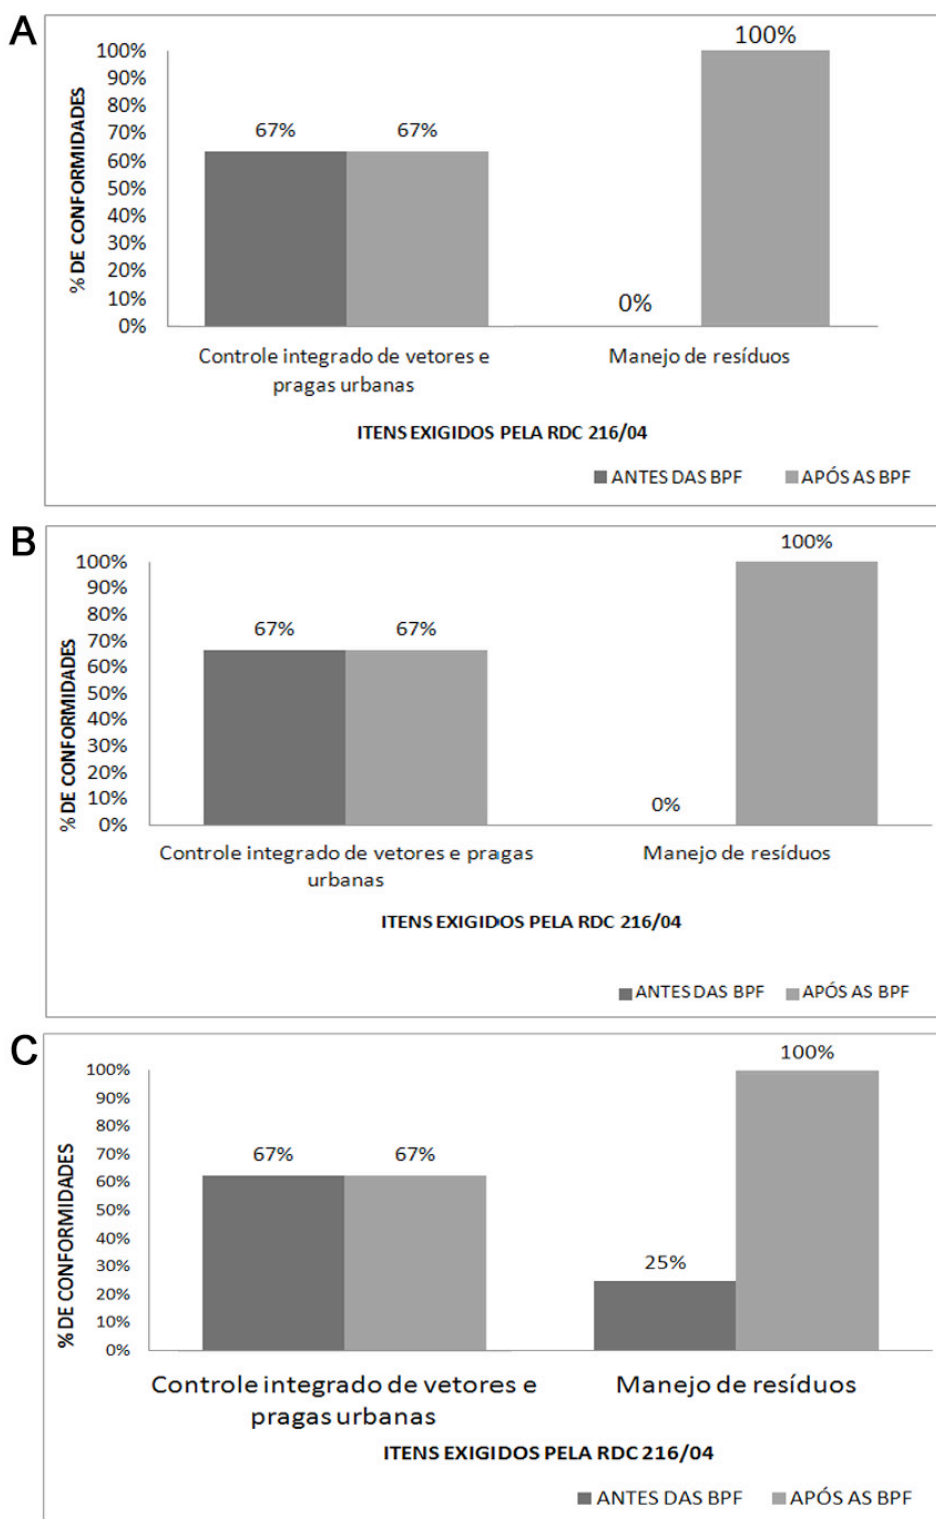 A
% DE CONFORMIDADES
100%
90%
80%
70%
60%
50%
40%
30%
20%
10%
0%
67%
67%
0%
100%
Controle integrado de vetores e
pragas urbanas
Manejo de resíduos
ITENS EXIGIDOS PELA RDC 216/04
ANTES DAS BPF
APÓS AS BPF
B
% DE CONFORMIDADES
100%
90%
80%
70%
60%
50%
40%
30%
20%
10%
0%
67%
67%
0%
100%
Controle integrado de vetores e pragas
urbanas
Manejo de resíduos
ITENS EXIGIDOS PELA RDC 216/04
ANTES DAS BPF
APÓS AS BPF
C
% DE CONFORMIDADES
100%
90%
80%
70%
60%
50%
40%
30%
20%
10%
0%
67%
67%
25%
100%
Controle integrado de vetores e
pragas urbanas
Manejo de resíduos
ITENS EXIGIDOS PELA RDC 216/04
ANTES DAS BPF
APÓS AS BPF